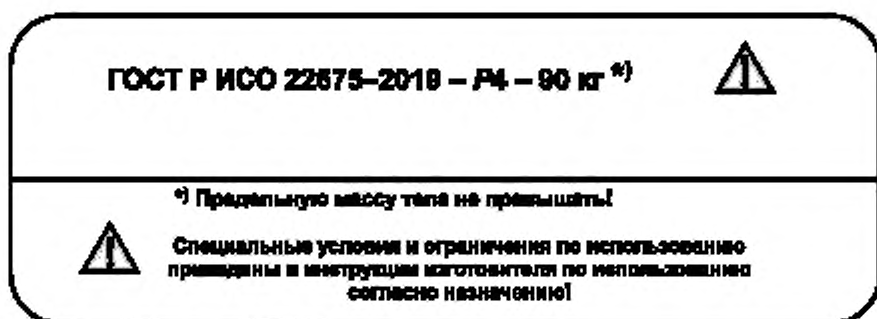 ГОСТ Р ИСО 22675–2018 – P4 – 90 кг *)
*) Предельную массу тела не превышать!
Специальные условия и ограничения по использованию
приведены в инструкции изготовителя по использованию
согласно назначению!